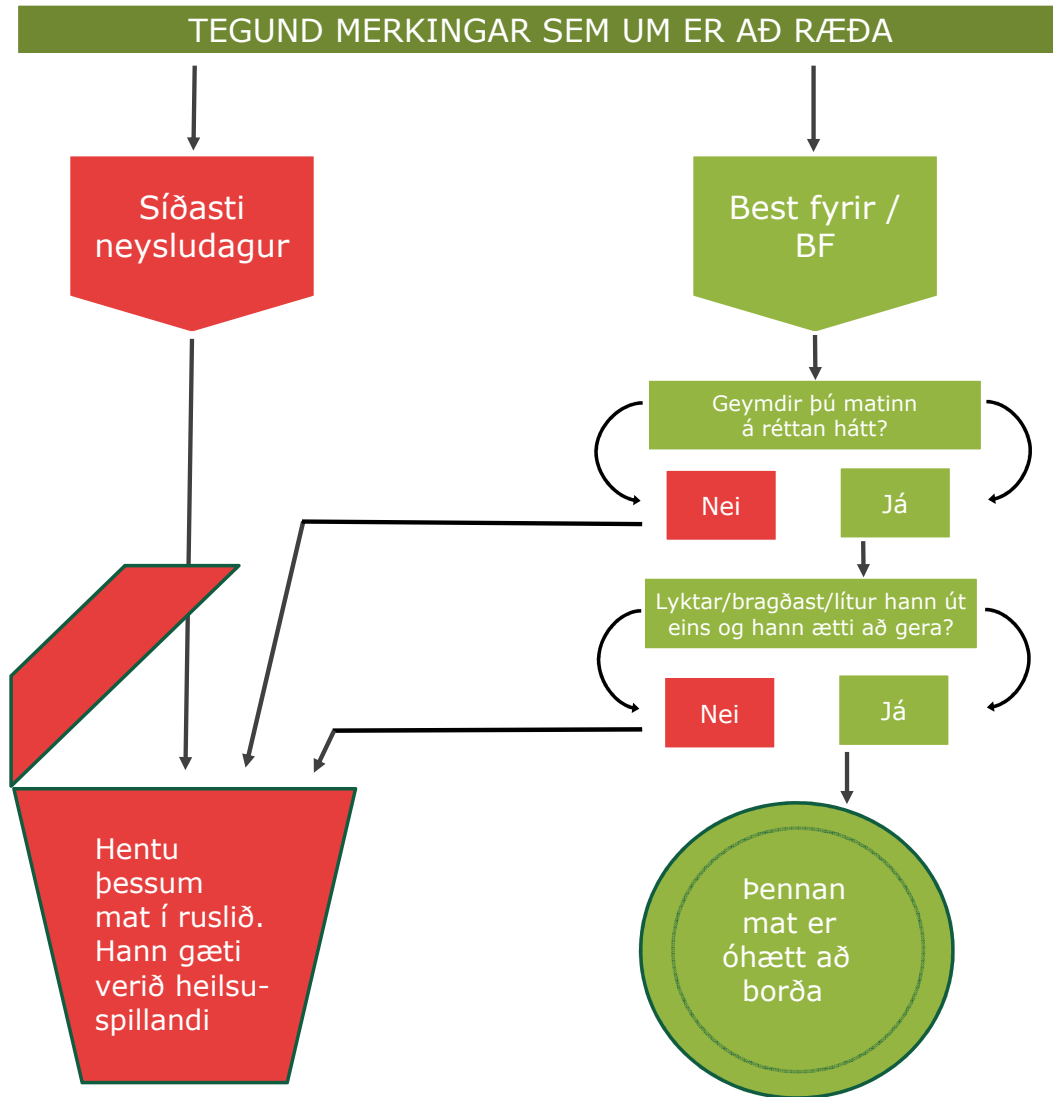 TEGUND MERKINGAR SEM UM ER AÐ RÆÐA
Síðasti
neysludagur
Best fyrir /
BF
Geymdir þú matinn
á réttan hátt?
Nei
Já
Lyktar/bragðast/lítur hann út
eins og hann ætti að gera?
Nei
Já
Hentu
þessum
mat í ruslið.
Hann gæti
verið heilsu-
spillandi
Þennan
mat er
óhætt að
borða